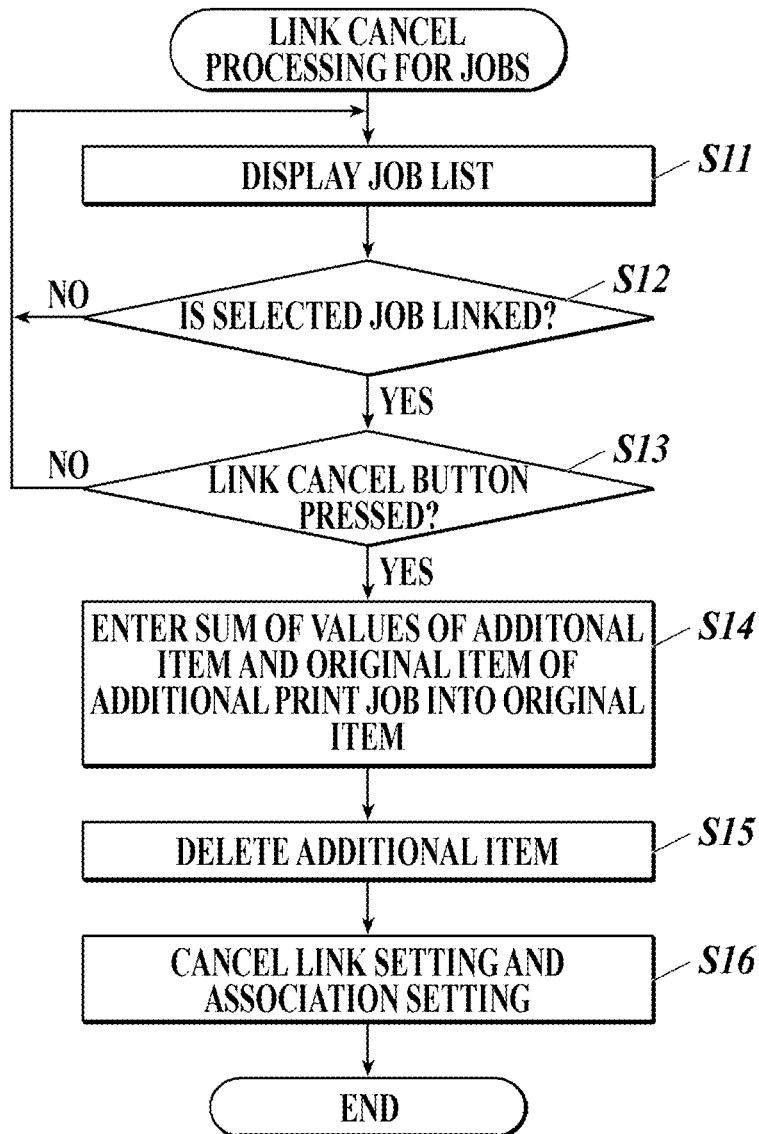 LINK CANCEL
PROCESSING FOR JOBS
DISPLAY JOB LIST
S11
IS SELECTED JOB LINKED?
S12
NO
YES
LINK CANCEL BUTTON
PRESSED?
S13
NO
YES
ENTER SUM OF VALUES OF ADDITONAL
ITEM AND ORIGINAL ITEM OF
ADDITIONAL PRINT JOB INTO ORIGINAL
ITEM
S14
DELETE ADDITIONAL ITEM
S15
CANCEL LINK SETTING AND
ASSOCIATION SETTING
S16
END